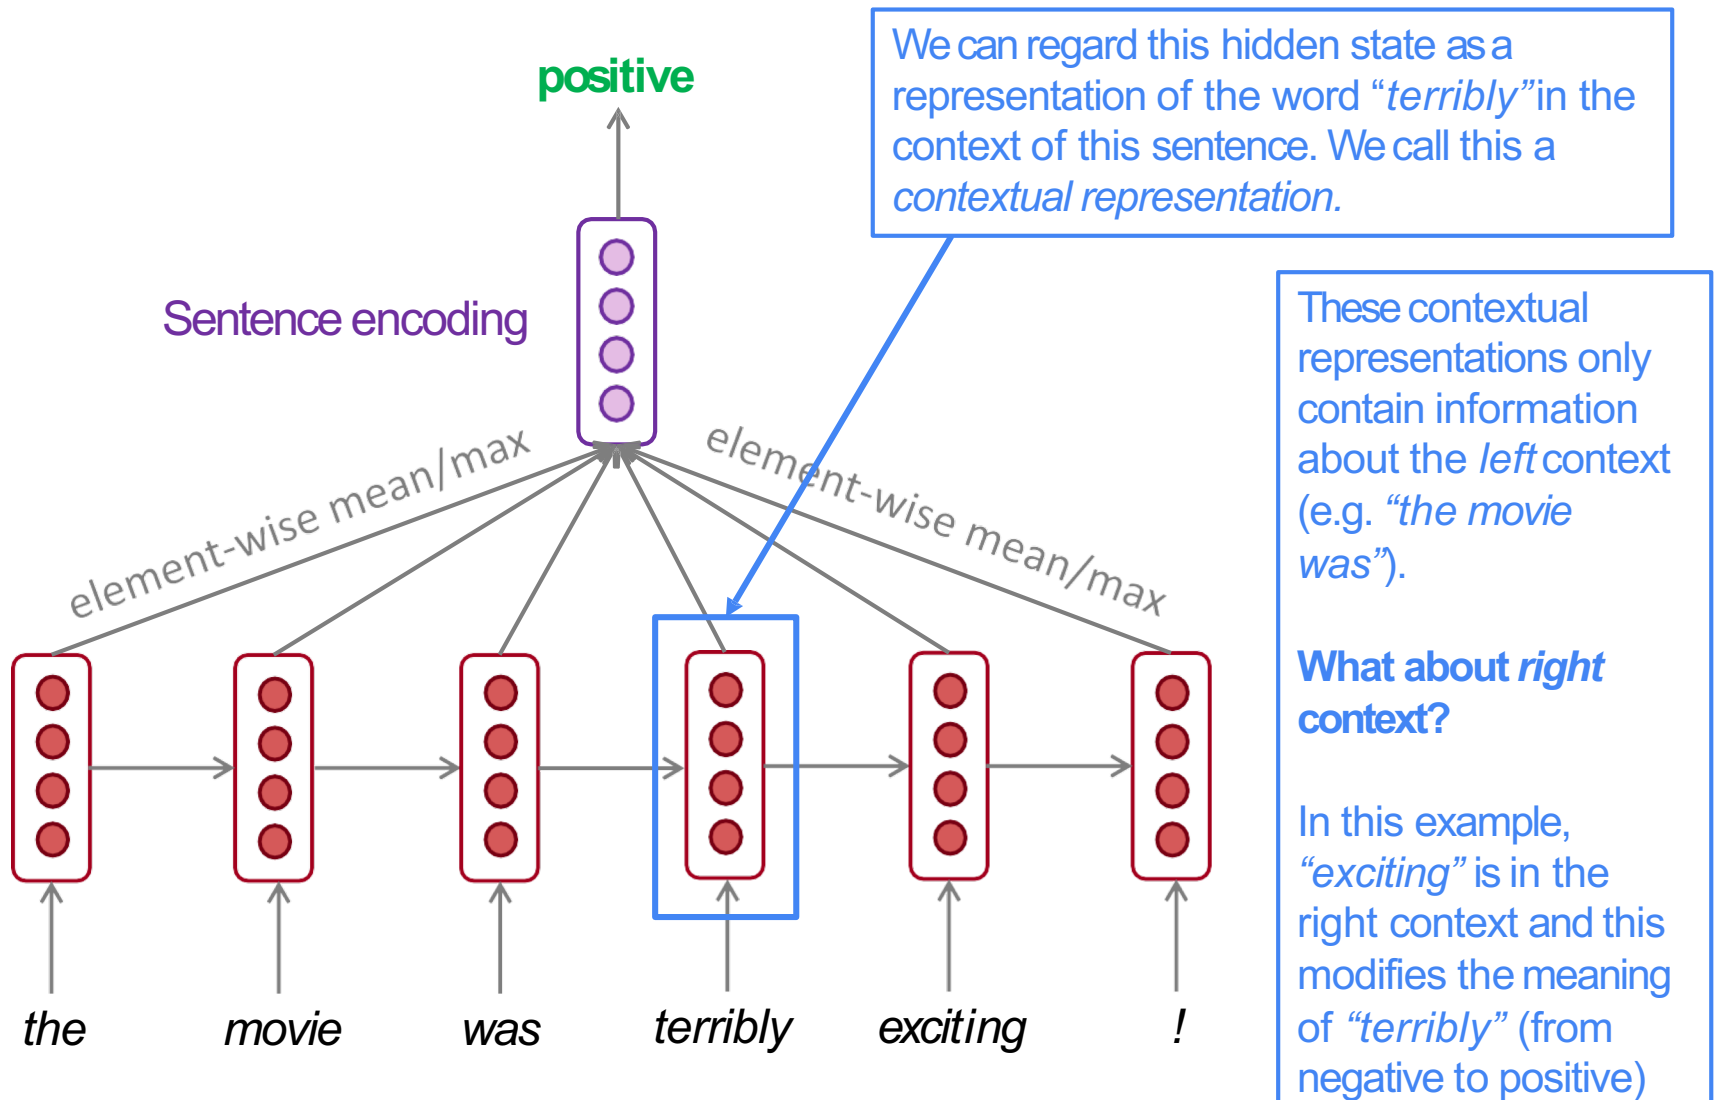 We can regard this hidden state as a
representation of the word “terribly” in the
context of this sentence. We call this a
contextual representation.
positive
Sentence encoding
element-wise mean/max
element-wise mean/max
These contextual
representations only
contain information
about the left context
(e.g. “the movie
was”).
What about right
context?
In this example,
“exciting” is in the
right context and this
modifies the meaning
of “terribly” (from
negative to positive)
the movie was terribly exciting !